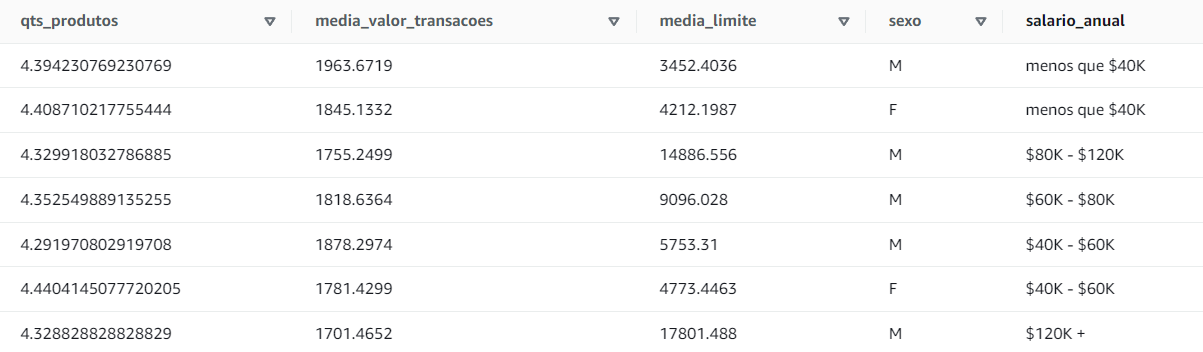 qts_produtos media_valor_transacoes media_limite sexo salario_anual
4.394230769230769 1963.6719 3452.4036 M menos que $40K
4.408710217755444 1845.1332 4212.1987 F menos que $40K
4.329918032786885 1755.2499 14886.556 M $80K - $120K
4.352549889135255 1818.6364 9096.028 M $60K - $80K
4.291970802919708 1878.2974 5753.31 M $40K - $60K
4.4404145077720205 1781.4299 4773.4463 F $40K - $60K
4.328828828828829 1701.4652 17801.488 M $120K +